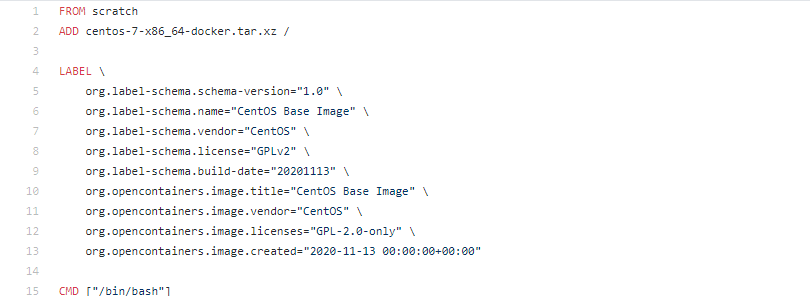 1 FROM scratch
2 ADD centos-7-x86_64-docker.tar.xz /
3
4 LABEL \
5 org.label-schema.schema-version="1.0" \
6 org.label-schema.name="CentOS Base Image" \
7 org.label-schema.vendor="CentOS" \
8 org.label-schema.license="GPLv2" \
9 org.label-schema.build-date="20201113" \
10 org.opencontainers.image.title="CentOS Base Image" \
11 org.opencontainers.image.vendor="CentOS" \
12 org.opencontainers.image.licenses="GPL-2.0-only" \
13 org.opencontainers.image.created="2020-11-13 00:00:00+00:00"
14
15 CMD ["/bin/bash"]